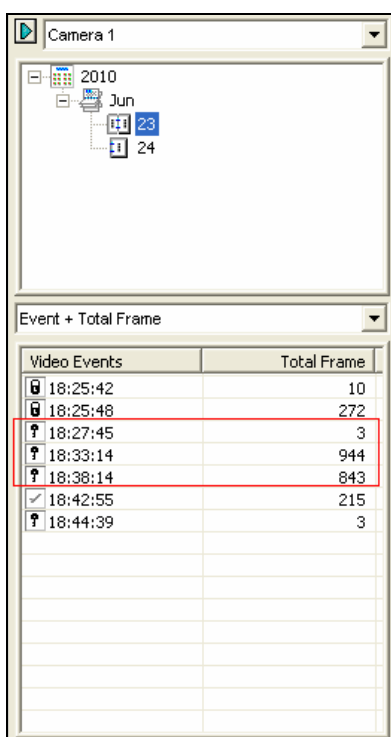 Camera 1
2010
Jun
23
24
Event + Total Frame
Video Events Total Frame
18:25:42 10
18:25:48 272
18:27:45 3
18:33:14 944
18:38:14 843
18:42:55 215
18:44:39 3